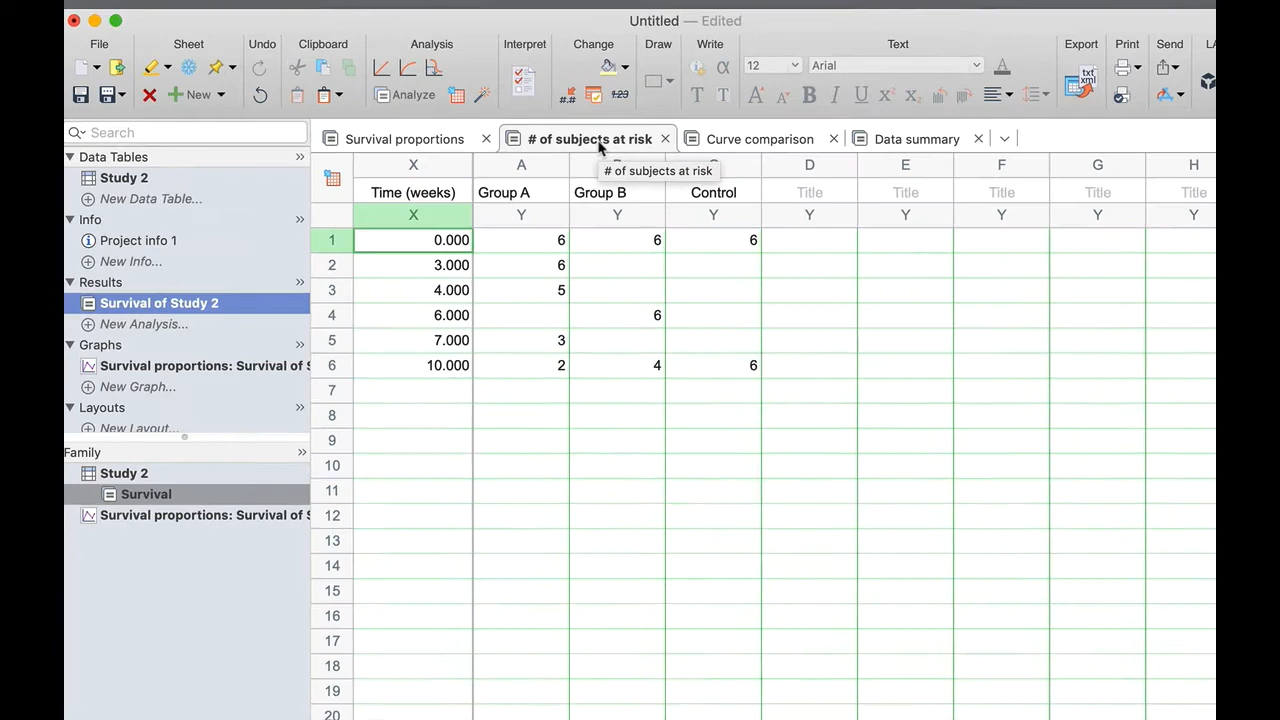 Untitled — Edited
File Sheet Undo Clipboard Analysis Interpret Change Draw Write Text Export Print Send LA
12 Arial
New Analyze #.## 123 α T T A A B I U X² X₂ A txt xml
Search
Survival proportions # of subjects at risk Curve comparison Data summary
# of subjects at risk
Data Tables
Study 2
New Data Table...
Info
Project info 1
New Info...
Results
Survival of Study 2
New Analysis...
Graphs
Survival proportions: Survival of S
New Graph...
Layouts
New Layout...
Family
Study 2
Survival
Survival proportions: Survival of S
X A B C D E F G H
Time (weeks) Group A Group B Control Title Title Title Title Title
X Y Y Y Y Y Y Y Y
1 0.000 6 6 6
2 3.000 6
3 4.000 5
4 6.000 6
5 7.000 3
6 10.000 2 4 6
7
8
9
10
11
12
13
14
15
16
17
18
19
20